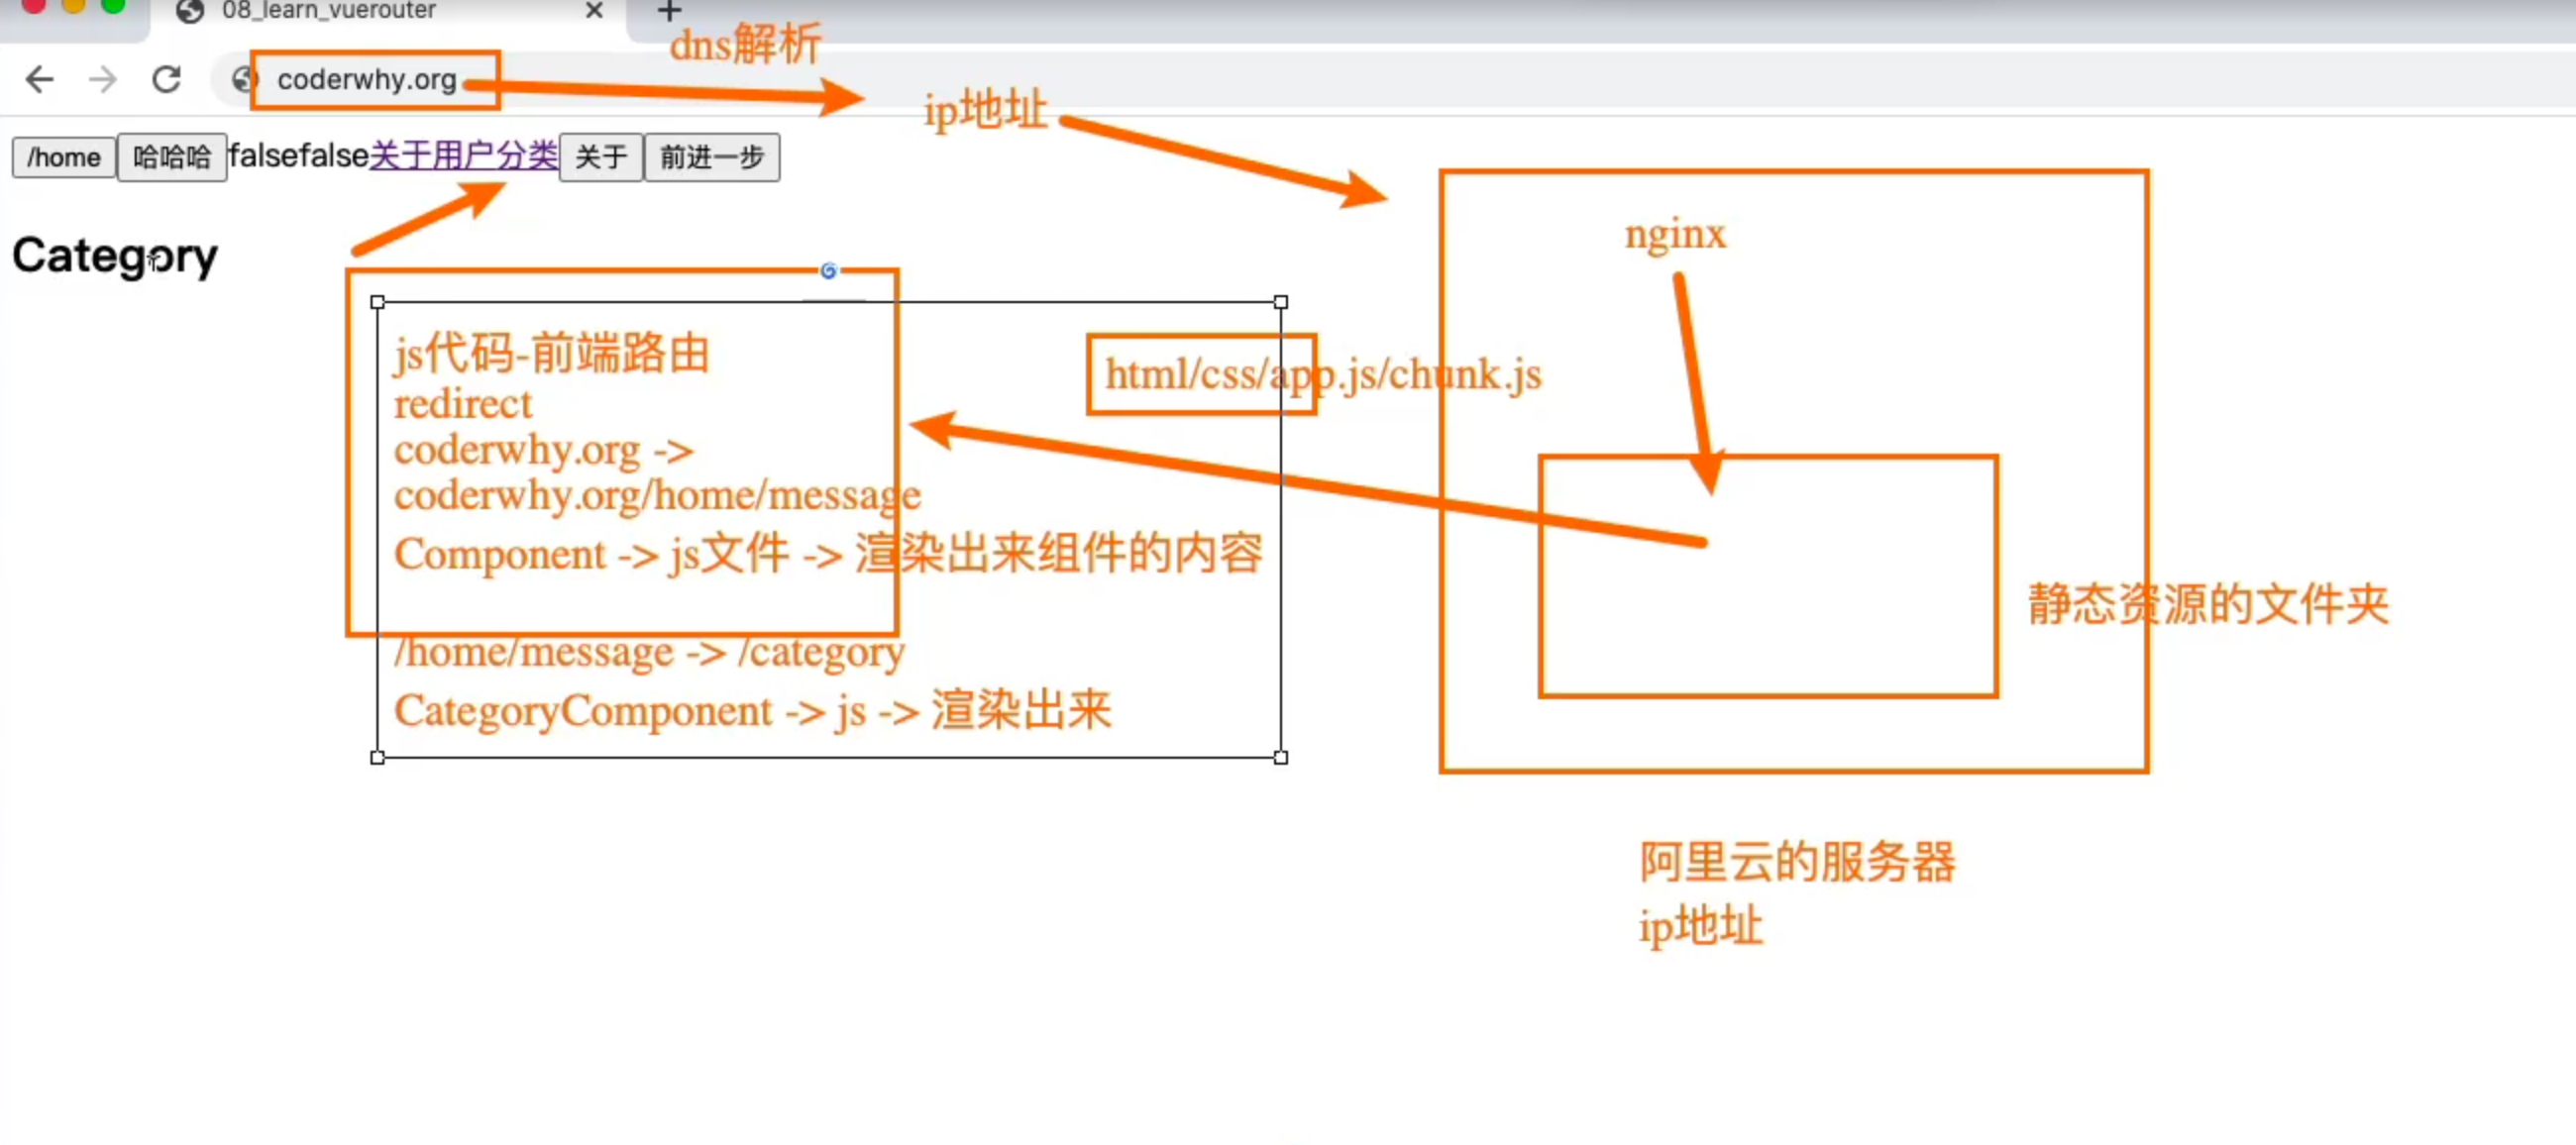 08_learn_vuerouter
dns解析
coderwhy.org
ip地址
/home 哈哈哈 falsefalse关于用户分类 关于 前进一步
nginx
Category
js代码-前端路由
redirect
coderwhy.org ->
coderwhy.org/home/message
Component -> js文件 -> 渲染出来组件的内容
/home/message -> /category
CategoryComponent -> js -> 渲染出来
html/css/app.js/chunk.js
静态资源的文件夹
阿里云的服务器
ip地址